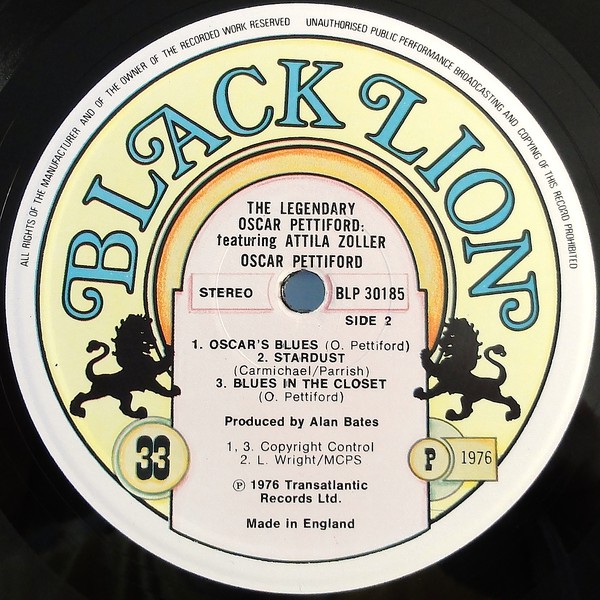 ALL RIGHTS OF THE MANUFACTURER AND OF THE OWNER OF THE RECORDED WORK RESERVED UNAUTHORISED PUBLIC PERFORMANCE BROADCASTING AND COPYING OF THIS RECORD PROHIBITED
BLACK LION
THE LEGENDARY
OSCAR PETTIFORD:
featuring ATTILA ZOLLER
OSCAR PETTIFORD
STEREO BLP 30185
SIDE 2
1. OSCAR'S BLUES (O. Pettiford)
2. STARDUST
(Carmichael/Parrish)
3. BLUES IN THE CLOSET
(O. Pettiford)
Produced by Alan Bates
1, 3. Copyright Control
2. L. Wright/MCPS
33 P 1976
℗ 1976 Transatlantic
Records Ltd.
Made in England